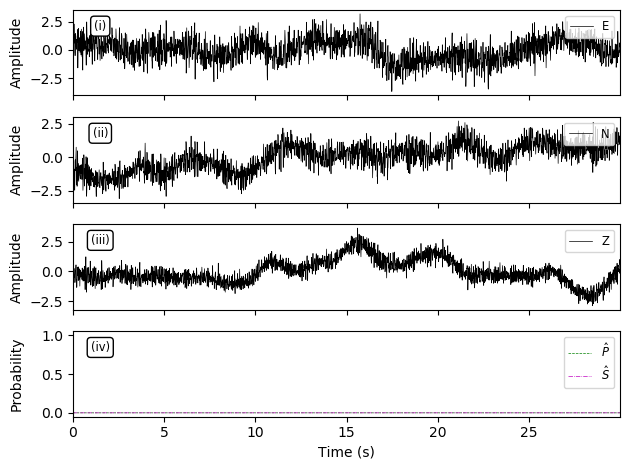 Amplitude
2.5
0.0
−2.5
(i)
E
Amplitude
2.5
0.0
−2.5
(ii)
N
Amplitude
2.5
0.0
−2.5
(iii)
Z
Probability
1.0
0.5
0.0
(iv)
P̂
Ŝ
0 5 10 15 20 25
Time (s)